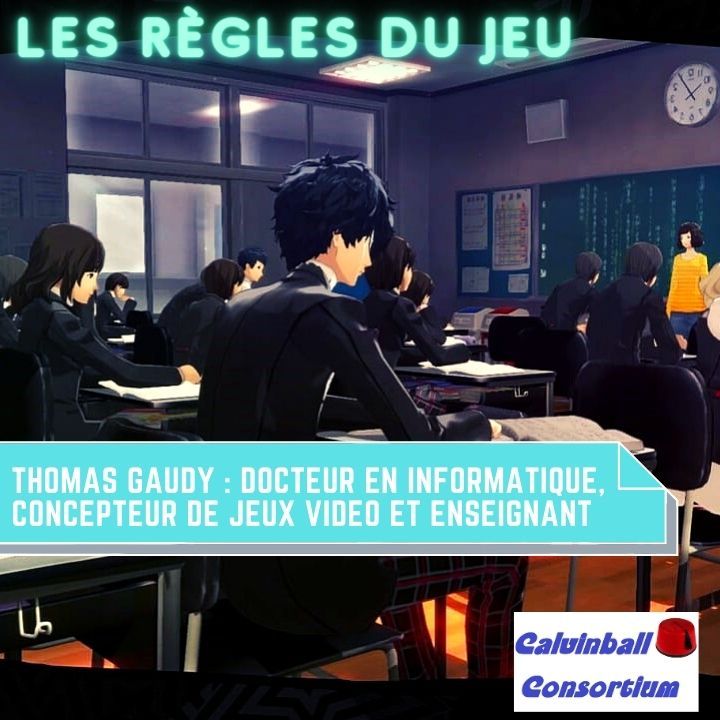 LES RÈGLES DU JEU
THOMAS GAUDY : DOCTEUR EN INFORMATIQUE,
CONCEPTEUR DE JEUX VIDEO ET ENSEIGNANT
Calvinball
Consortium